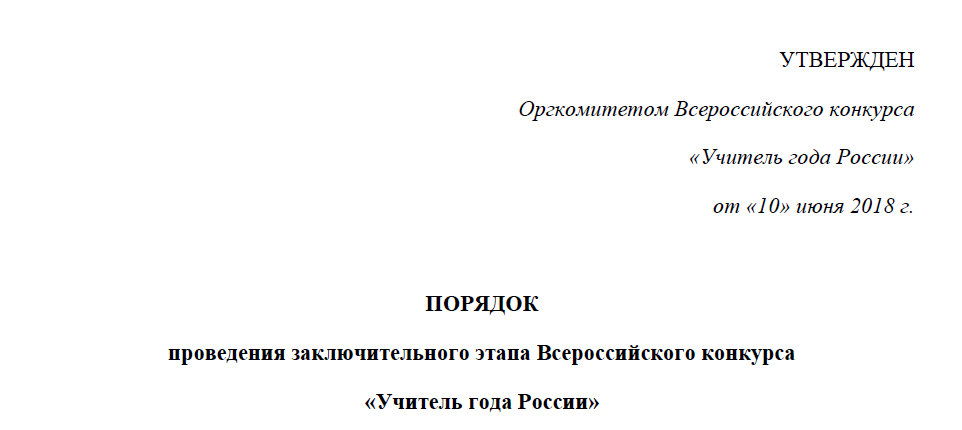 УТВЕРЖДЕН
Оргкомитетом Всероссийского конкурса
«Учитель года России»
от «10» июня 2018 г.
ПОРЯДОК
проведения заключительного этапа Всероссийского конкурса
«Учитель года России»